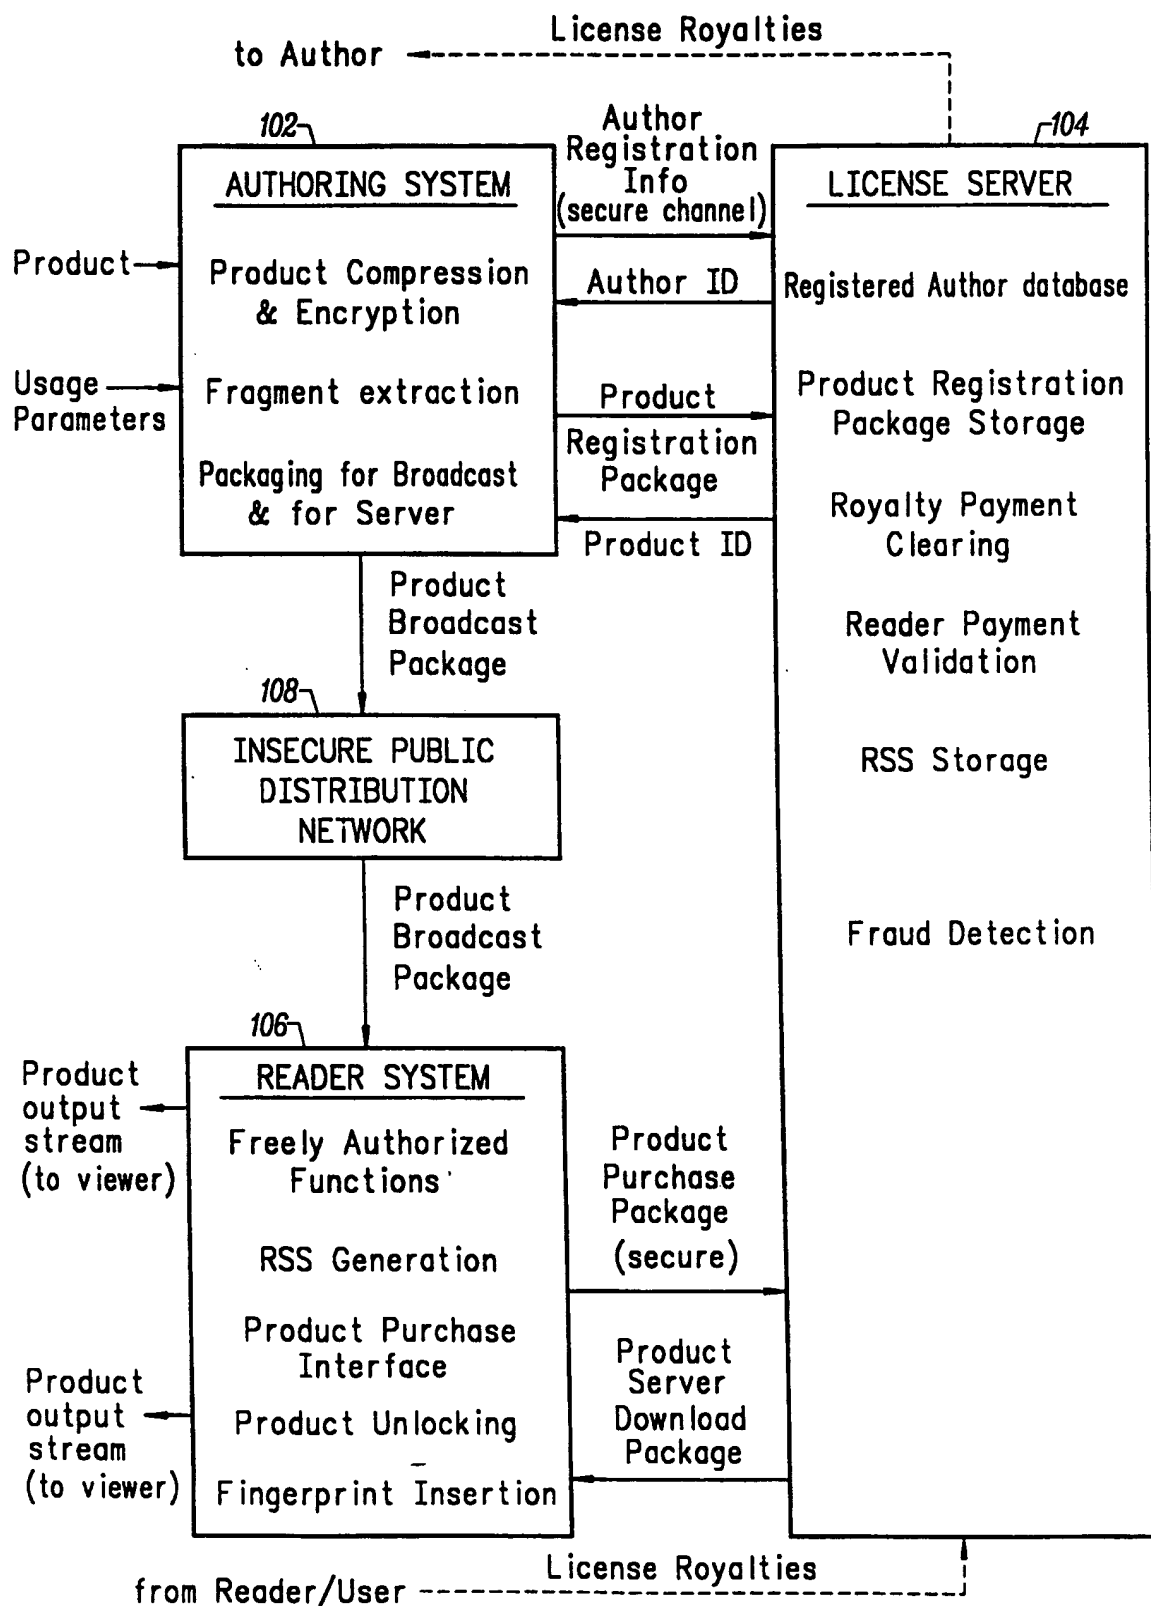 License Royalties
to Author
102
Author
Registration
Info
(secure channel)
104
AUTHORING SYSTEM
LICENSE SERVER
Product
Product Compression
& Encryption
Author ID
Registered Author database
Usage
Parameters
Fragment extraction
Product
Registration
Package
Product Registration
Package Storage
Packaging for Broadcast
& for Server
Product ID
Royalty Payment
Clearing
Product
Broadcast
Package
Reader Payment
Validation
108
INSECURE PUBLIC
DISTRIBUTION
NETWORK
RSS Storage
Product
Broadcast
Package
Fraud Detection
106
READER SYSTEM
Product
output
stream
(to viewer)
Freely Authorized
Functions
Product
Purchase
Package
(secure)
RSS Generation
Product Purchase
Interface
Product
Server
Download
Package
Product
output
stream
(to viewer)
Product Unlocking
Fingerprint Insertion
License Royalties
from Reader/User